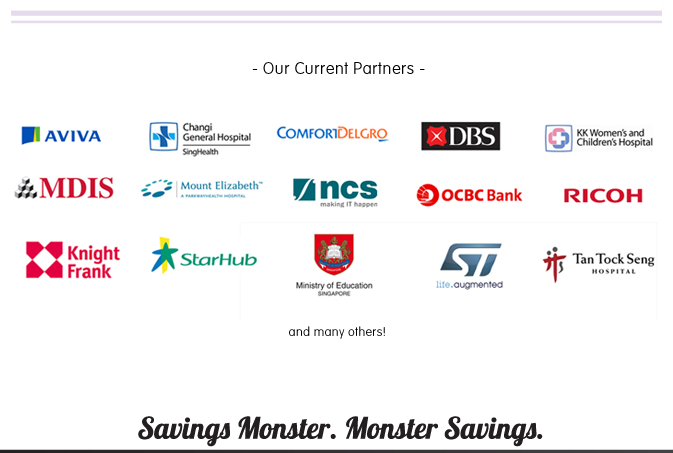 - Our Current Partners -
AVIVA
Changi
General Hospital
SingHealth
COMFORTDELGRO
DBS
KK Women's and
Children's Hospital
MDIS
MOUNT ELIZABETH™
A PARKWAYHEALTH HOSPITAL
ncs
making IT happen
OCBC Bank
RICOH
Knight
Frank
StarHub
Ministry of Education
SINGAPORE
ST
life.augmented
Tan Tock Seng
HOSPITAL
and many others!
Savings Monster. Monster Savings.